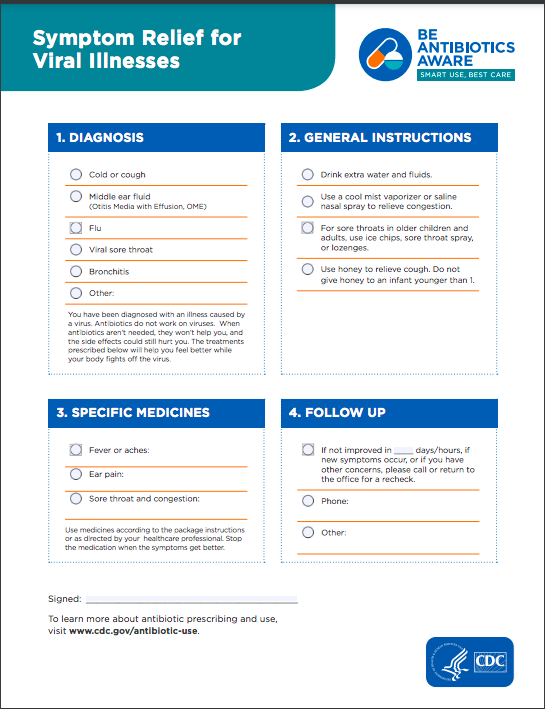 Symptom Relief for
Viral Illnesses
BE
ANTIBIOTICS
AWARE
SMART USE, BEST CARE
1. DIAGNOSIS
Cold or cough
Middle ear fluid
(Otitis Media with Effusion, OME)
Flu
Viral sore throat
Bronchitis
Other:
You have been diagnosed with an illness caused by
a virus. Antibiotics do not work on viruses. When
antibiotics aren't needed, they won't help you, and
the side effects could still hurt you. The treatments
prescribed below will help you feel better while
your body fights off the virus.
2. GENERAL INSTRUCTIONS
Drink extra water and fluids.
Use a cool mist vaporizer or saline
nasal spray to relieve congestion.
For sore throats in older children and
adults, use ice chips, sore throat spray,
or lozenges.
Use honey to relieve cough. Do not
give honey to an infant younger than 1.
3. SPECIFIC MEDICINES
Fever or aches:
Ear pain:
Sore throat and congestion:
Use medicines according to the package instructions
or as directed by your healthcare professional. Stop
the medication when the symptoms get better.
4. FOLLOW UP
If not improved in ____ days/hours, if
new symptoms occur, or if you have
other concerns, please call or return to
the office for a recheck.
Phone:
Other:
Signed:
To learn more about antibiotic prescribing and use,
visit www.cdc.gov/antibiotic-use.
CDC